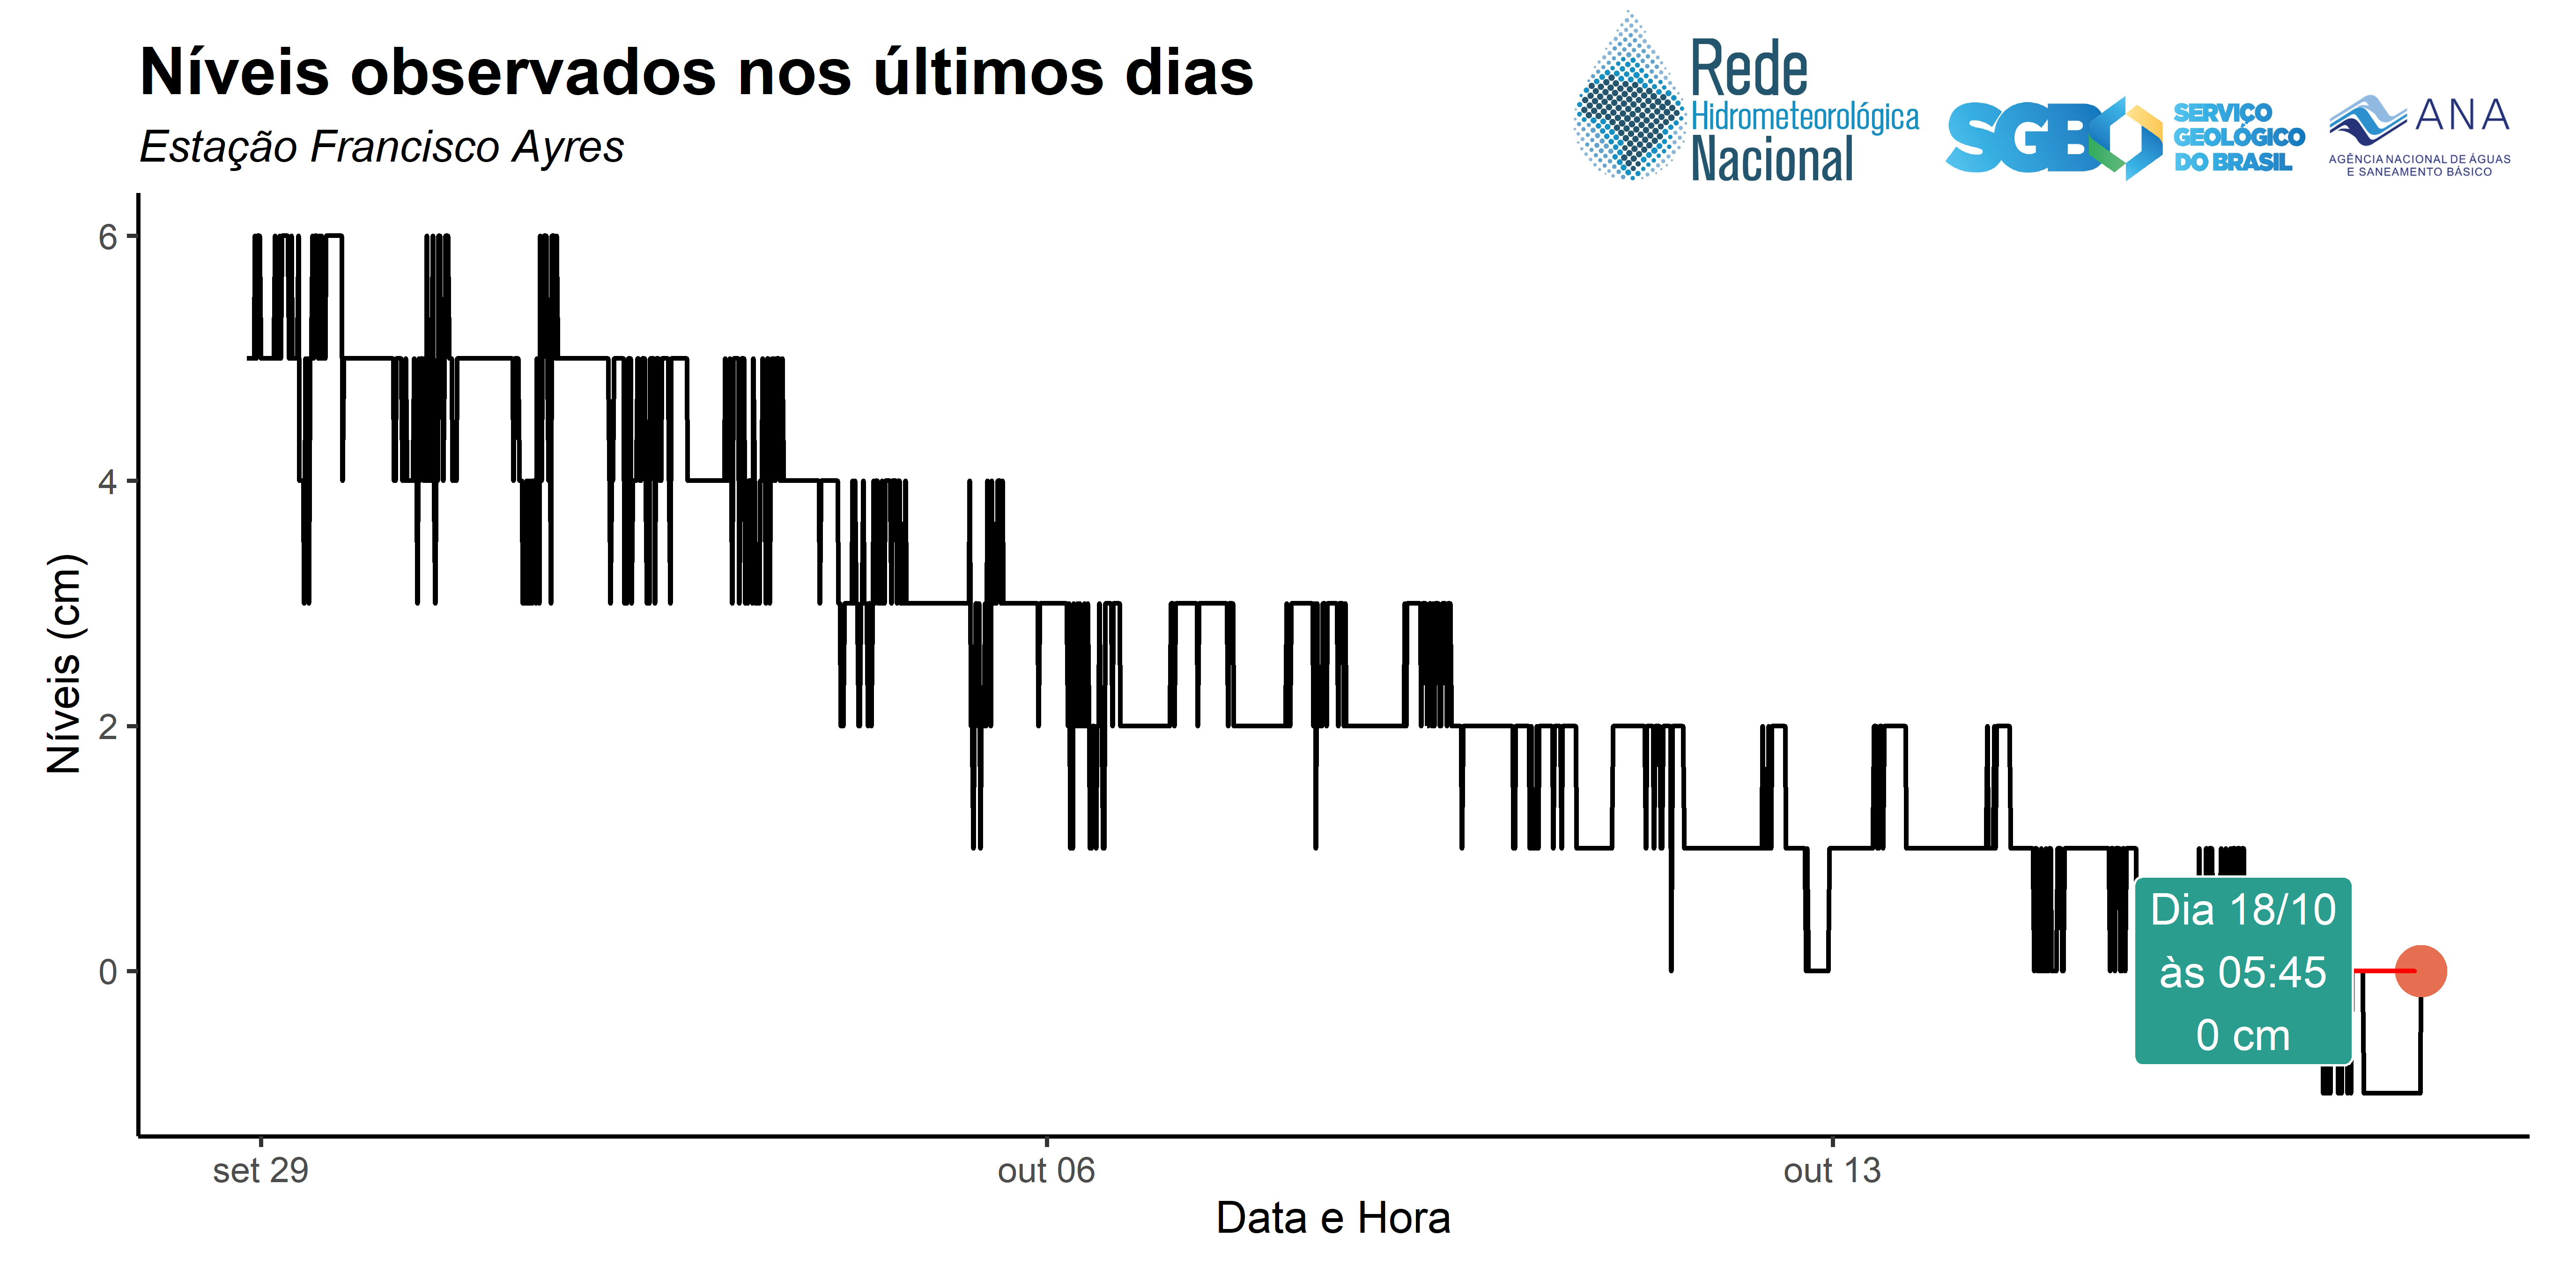 Níveis observados nos últimos dias
Estação Francisco Ayres
Rede
Hidrometeorológica
Nacional
SGB
SERVIÇO
GEOLÓGICO
DO BRASIL
ANA
AGÊNCIA NACIONAL DE ÁGUAS
E SANEAMENTO BÁSICO
Níveis (cm)
6
4
2
0
Dia 18/10
às 05:45
0 cm
set 29
out 06
out 13
Data e Hora